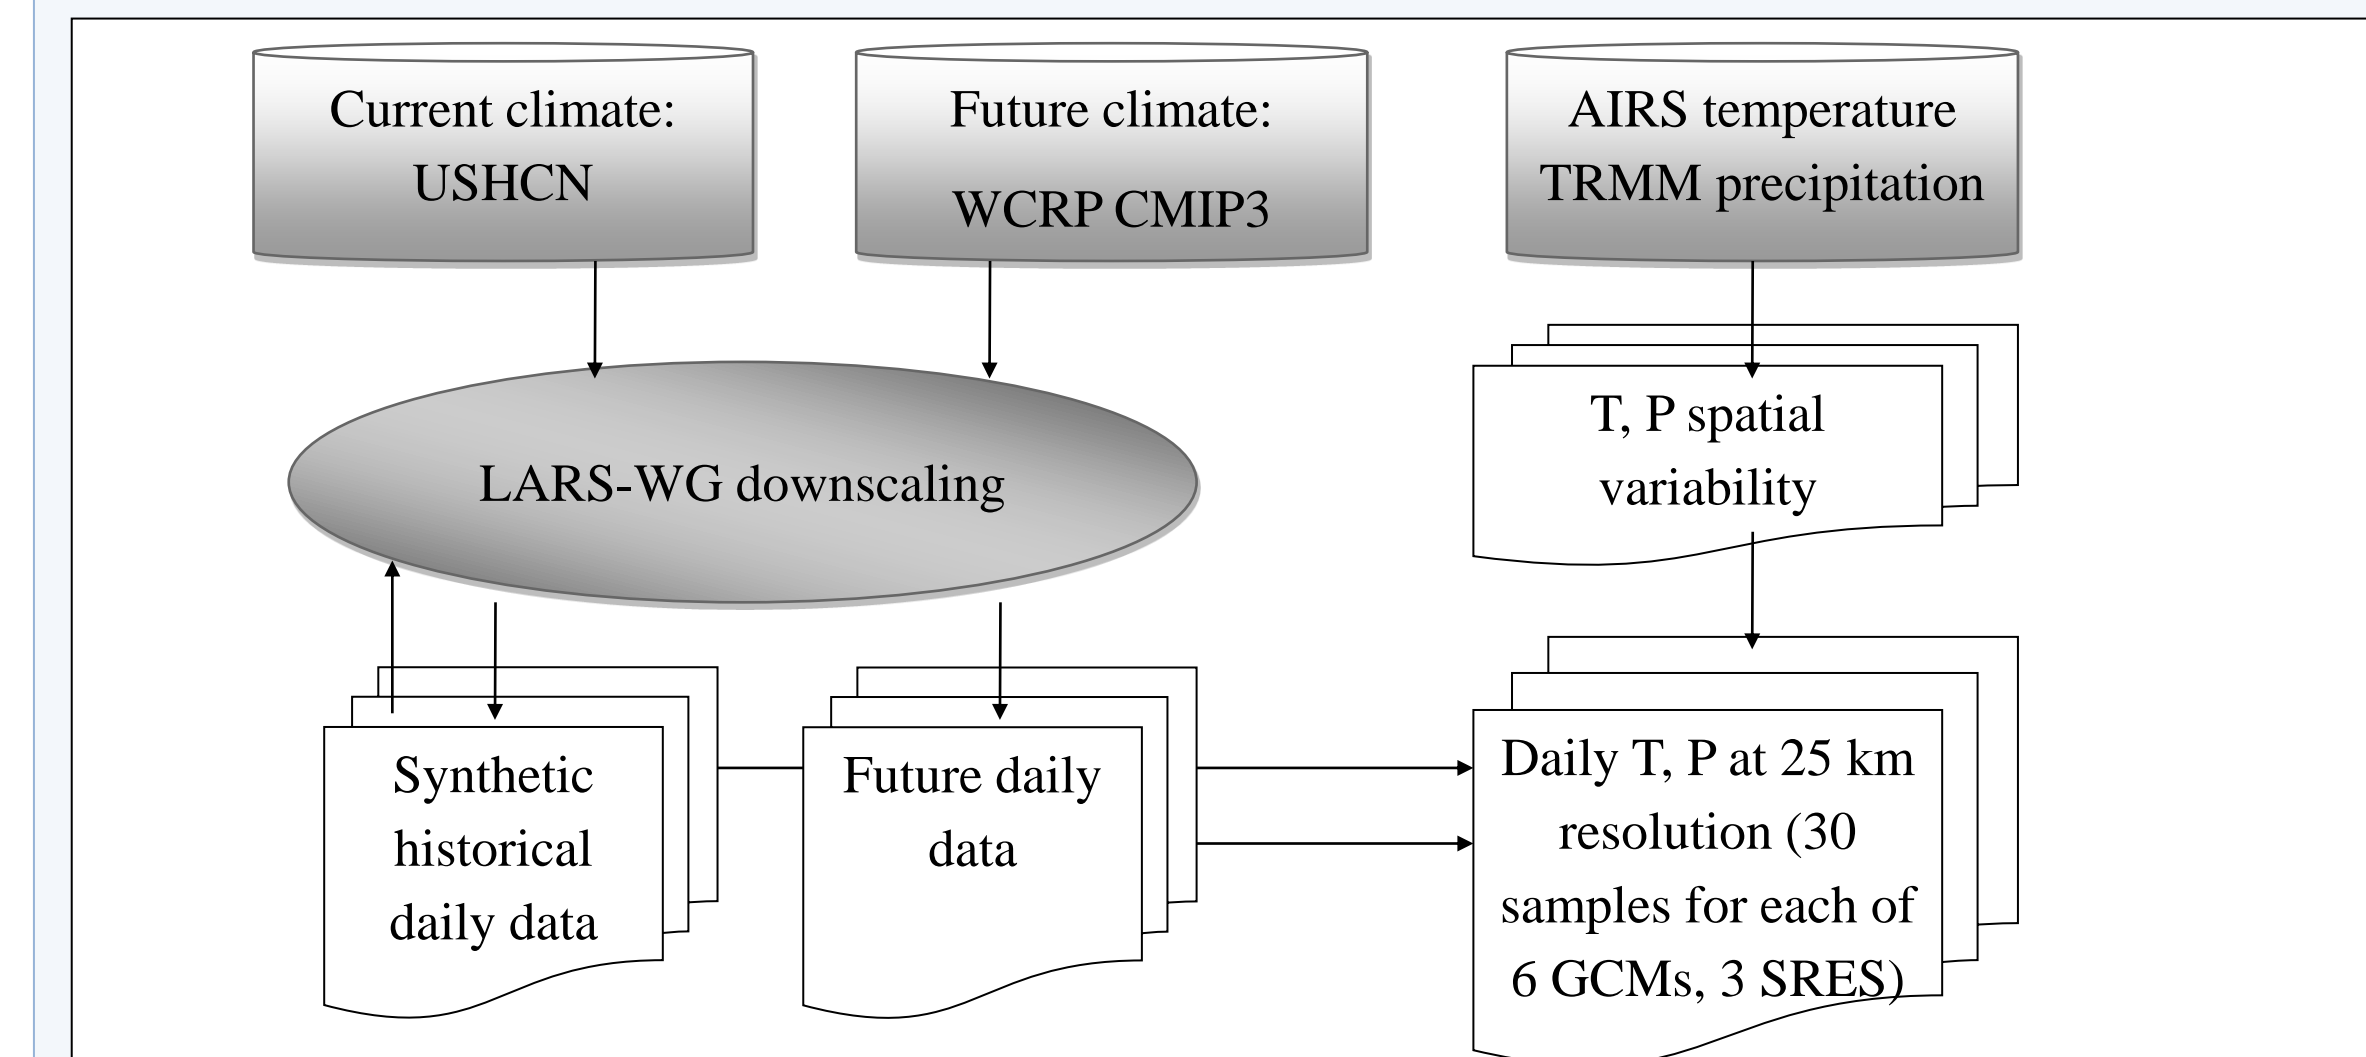 Current climate:
USHCN
Future climate:
WCRP CMIP3
AIRS temperature
TRMM precipitation
LARS-WG downscaling
T, P spatial
variability
Synthetic
historical
daily data
Future daily
data
Daily T, P at 25 km
resolution (30
samples for each of
6 GCMs, 3 SRES)